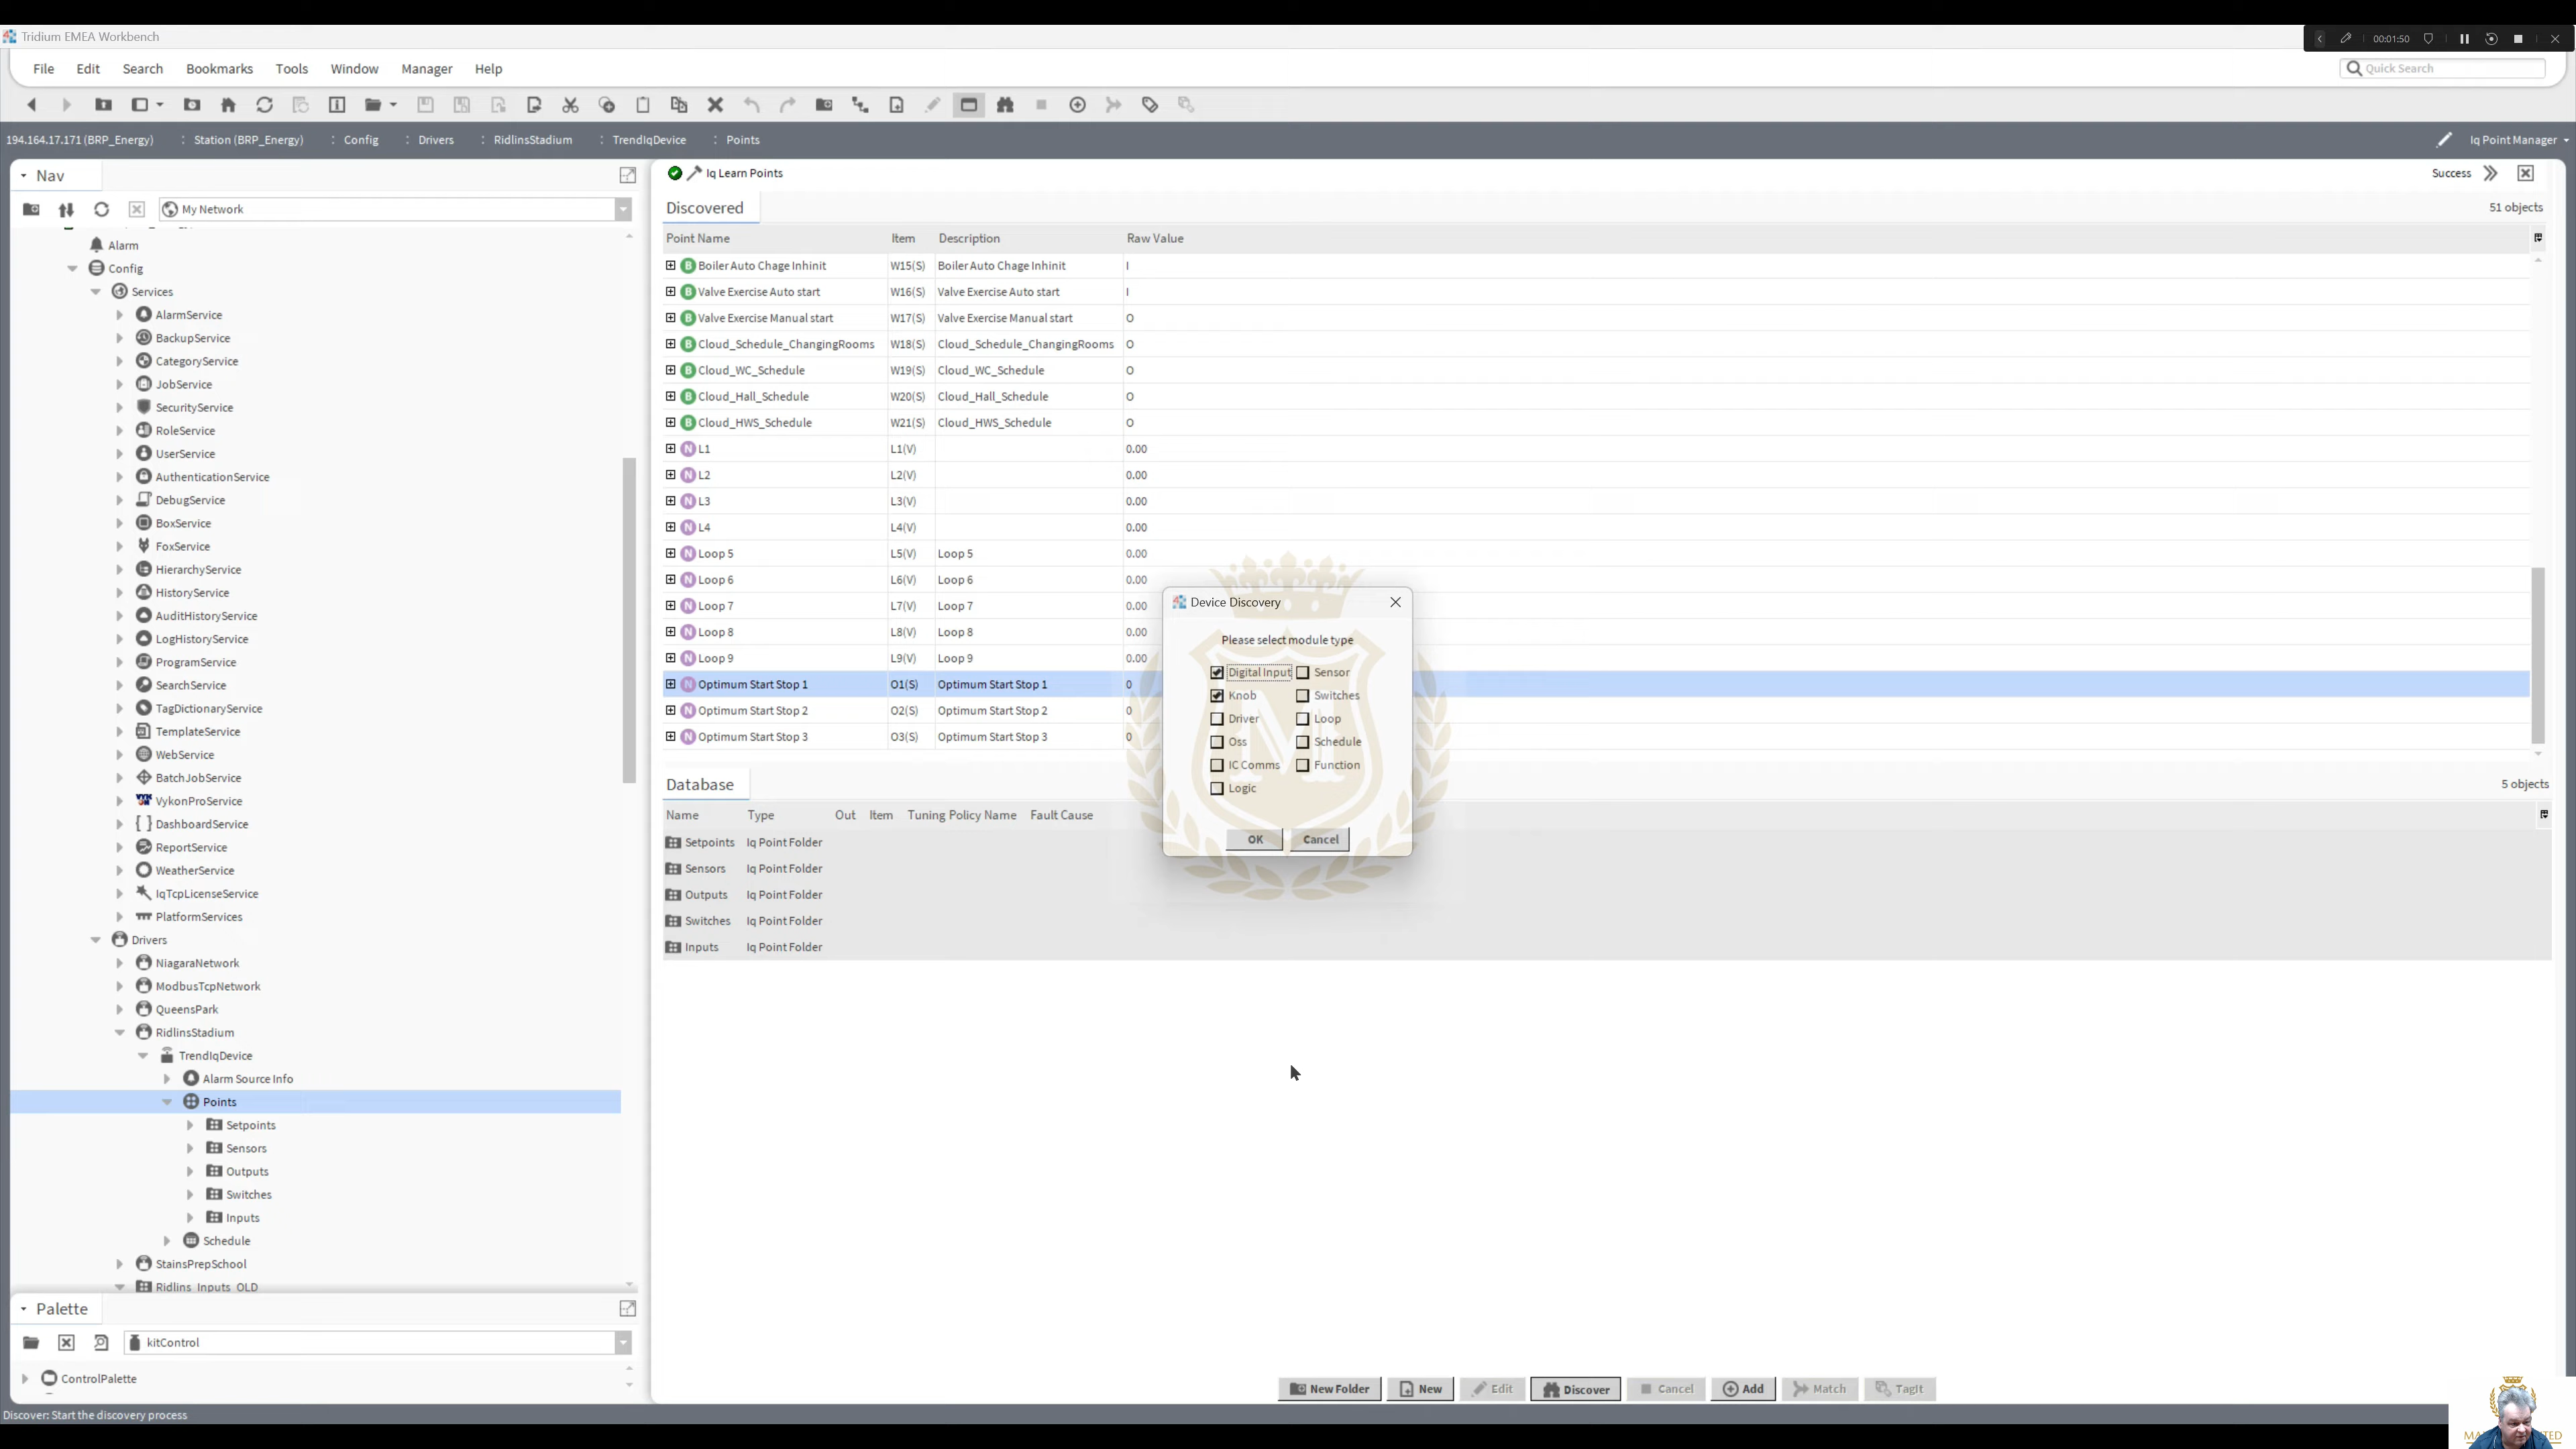 Tridium EMEA Workbench
00:01:50
File Edit Search Bookmarks Tools Window Manager Help
Quick Search
194.164.17.171 (BRP_Energy) : Station (BRP_Energy) : Config : Drivers : RidlinsStadium : TrendIqDevice : Points
Iq Point Manager
Nav
My Network
Alarm
Config
Services
AlarmService
BackupService
CategoryService
JobService
SecurityService
RoleService
UserService
AuthenticationService
DebugService
BoxService
FoxService
HierarchyService
HistoryService
AuditHistoryService
LogHistoryService
ProgramService
SearchService
TagDictionaryService
TemplateService
WebService
BatchJobService
VykonProService
DashboardService
ReportService
WeatherService
IqTcpLicenseService
PlatformServices
Drivers
NiagaraNetwork
ModbusTcpNetwork
QueensPark
RidlinsStadium
TrendIqDevice
Alarm Source Info
Points
Setpoints
Sensors
Outputs
Switches
Inputs
Schedule
StainsPrepSchool
Ridlins_Inputs_OLD
Palette
kitControl
ControlPalette
Iq Learn Points
Success
Discovered
51 objects
Point Name Item Description Raw Value
B Boiler Auto Chage Inhinit W15(S) Boiler Auto Chage Inhinit I
B Valve Exercise Auto start W16(S) Valve Exercise Auto start I
B Valve Exercise Manual start W17(S) Valve Exercise Manual start O
B Cloud_Schedule_ChangingRooms W18(S) Cloud_Schedule_ChangingRooms O
B Cloud_WC_Schedule W19(S) Cloud_WC_Schedule O
B Cloud_Hall_Schedule W20(S) Cloud_Hall_Schedule O
B Cloud_HWS_Schedule W21(S) Cloud_HWS_Schedule O
N L1 L1(V) 0.00
N L2 L2(V) 0.00
N L3 L3(V) 0.00
N L4 L4(V) 0.00
N Loop 5 L5(V) Loop 5 0.00
N Loop 6 L6(V) Loop 6 0.00
N Loop 7 L7(V) Loop 7 0.00
N Loop 8 L8(V) Loop 8 0.00
N Loop 9 L9(V) Loop 9 0.00
N Optimum Start Stop 1 O1(S) Optimum Start Stop 1 0
N Optimum Start Stop 2 O2(S) Optimum Start Stop 2 0
N Optimum Start Stop 3 O3(S) Optimum Start Stop 3 0
Device Discovery
Please select module type
Digital Input Sensor
Knob Switches
Driver Loop
Oss Schedule
IC Comms Function
Logic
OK Cancel
M
Database
5 objects
Name Type Out Item Tuning Policy Name Fault Cause
Setpoints Iq Point Folder
Sensors Iq Point Folder
Outputs Iq Point Folder
Switches Iq Point Folder
Inputs Iq Point Folder
New Folder New Edit Discover Cancel Add Match TagIt
Discover: Start the discovery process